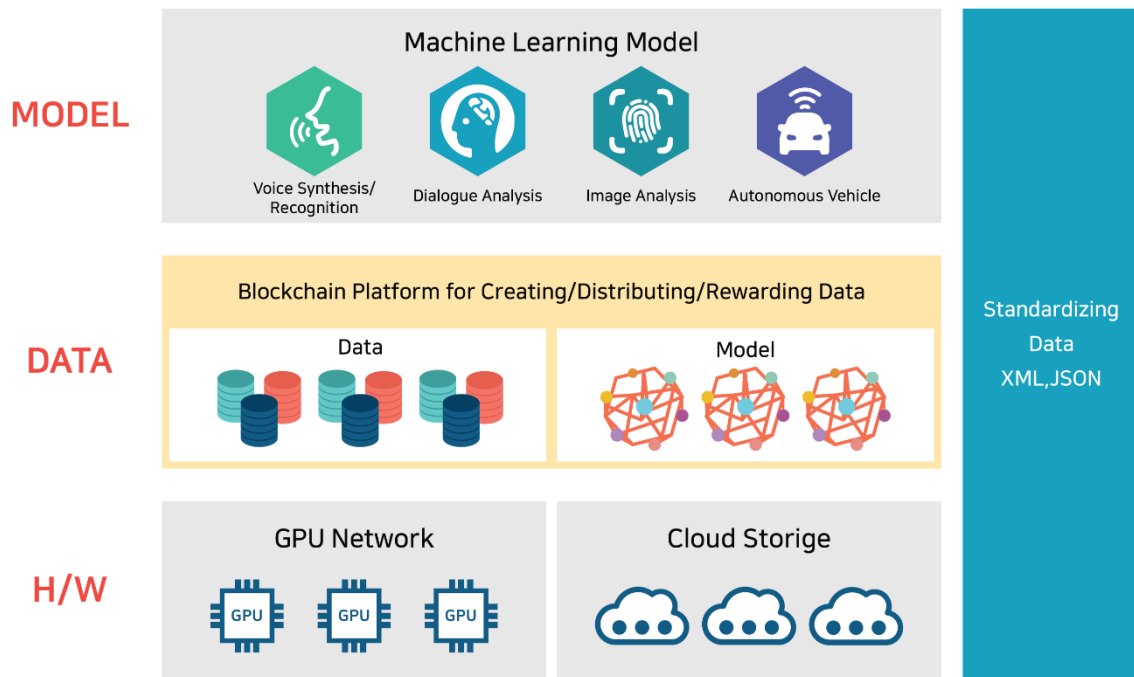 MODEL
Machine Learning Model
Voice Synthesis/
Recognition
Dialogue Analysis
Image Analysis
Autonomous Vehicle
DATA
Blockchain Platform for Creating/Distributing/Rewarding Data
Data
Model
H/W
GPU Network
GPU
GPU
GPU
Cloud Storige
Standardizing
Data
XML,JSON